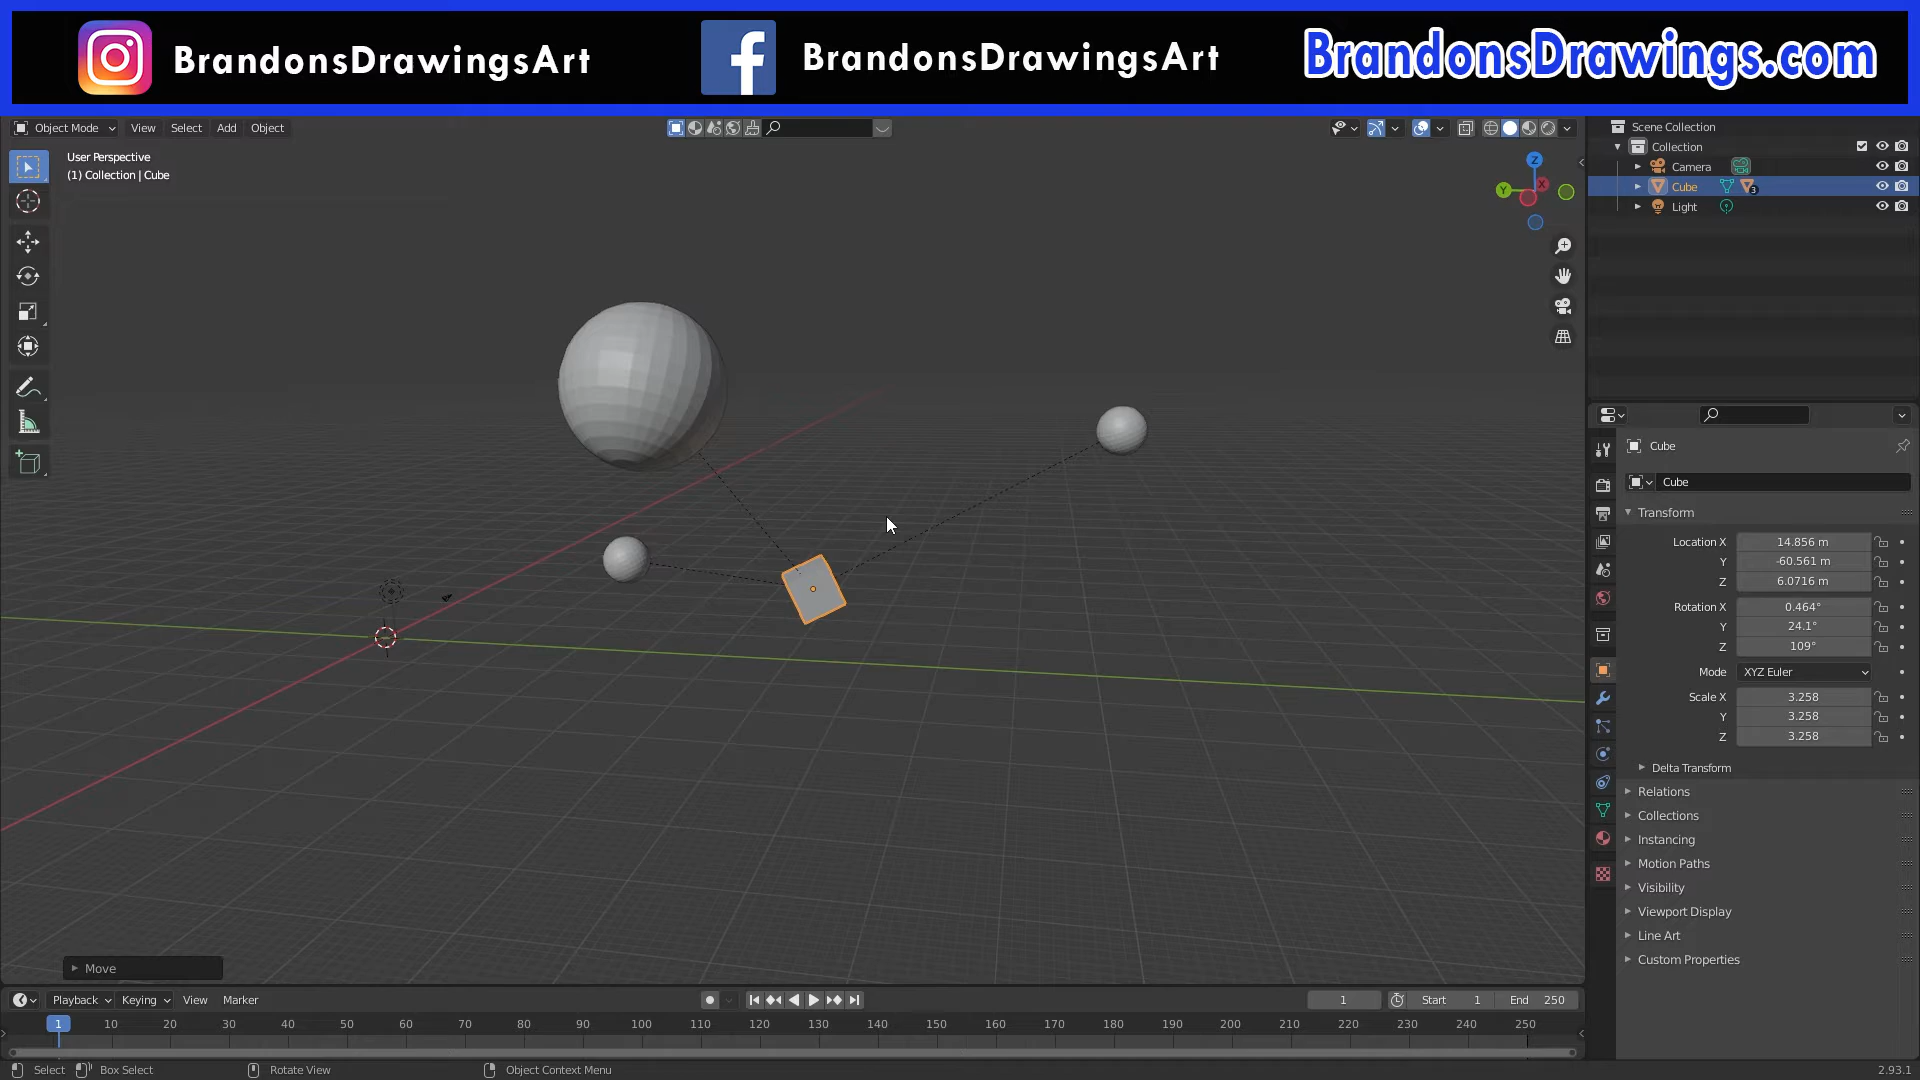 BrandonsDrawingsArt
BrandonsDrawingsArt
BrandonsDrawings.com
Object Mode
View
Select
Add
Object
User Perspective
(1) Collection | Cube
Z
X
Y
Move
Scene Collection
Collection
Camera
Cube
3
Light
Cube
Cube
Transform
Location X 14.856 m
Y -60.561 m
Z 6.0716 m
Rotation X 0.464°
Y 24.1°
Z 109°
Mode XYZ Euler
Scale X 3.258
Y 3.258
Z 3.258
Delta Transform
Relations
Collections
Instancing
Motion Paths
Visibility
Viewport Display
Line Art
Custom Properties
Playback
Keying
View
Marker
1
Start 1
End 250
1 10 20 30 40 50 60 70 80 90 100 110 120 130 140 150 160 170 180 190 200 210 220 230 240 250
Select
Box Select
Rotate View
Object Context Menu
2.93.1